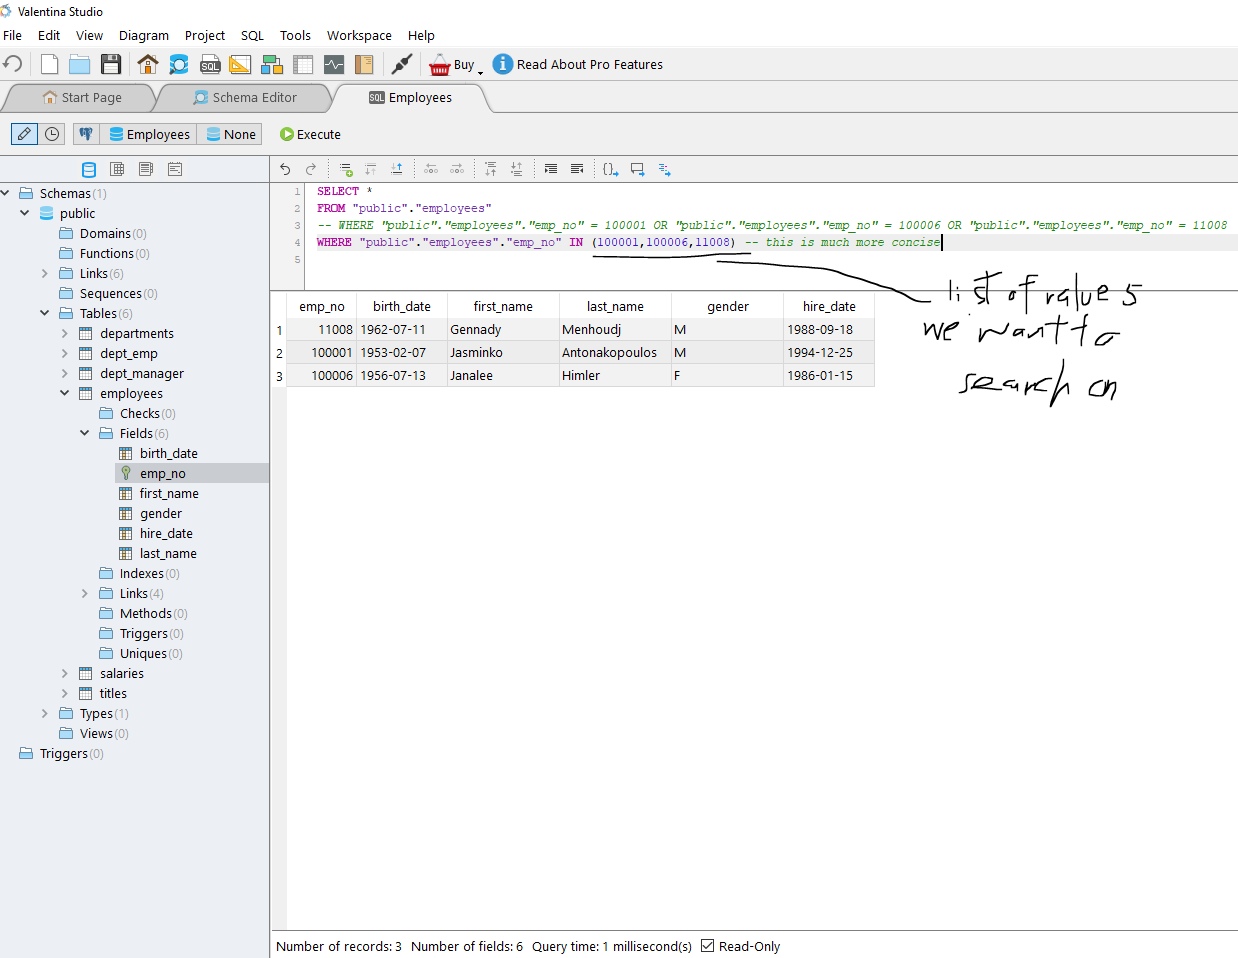 Valentina Studio
File Edit View Diagram Project SQL Tools Workspace Help
SQL Buy Read About Pro Features
Start Page Schema Editor SQL Employees
Employees None Execute
Schemas(1)
public
Domains(0)
Functions(0)
Links(6)
Sequences(0)
Tables(6)
departments
dept_emp
dept_manager
employees
Checks(0)
Fields(6)
birth_date
emp_no
first_name
gender
hire_date
last_name
Indexes(0)
Links(4)
Methods(0)
Triggers(0)
Uniques(0)
salaries
titles
Types(1)
Views(0)
Triggers(0)
1 SELECT *
2 FROM "public"."employees"
3 -- WHERE "public"."employees"."emp_no" = 100001 OR "public"."employees"."emp_no" = 100006 OR "public"."employees"."emp_no" = 11008
4 WHERE "public"."employees"."emp_no" IN (100001,100006,11008) -- this is much more concise
5
list of values
we want to
search on
emp_no birth_date first_name last_name gender hire_date
1 11008 1962-07-11 Gennady Menhoudj M 1988-09-18
2 100001 1953-02-07 Jasminko Antonakopoulos M 1994-12-25
3 100006 1956-07-13 Janalee Himler F 1986-01-15
Number of records: 3 Number of fields: 6 Query time: 1 millisecond(s) Read-Only